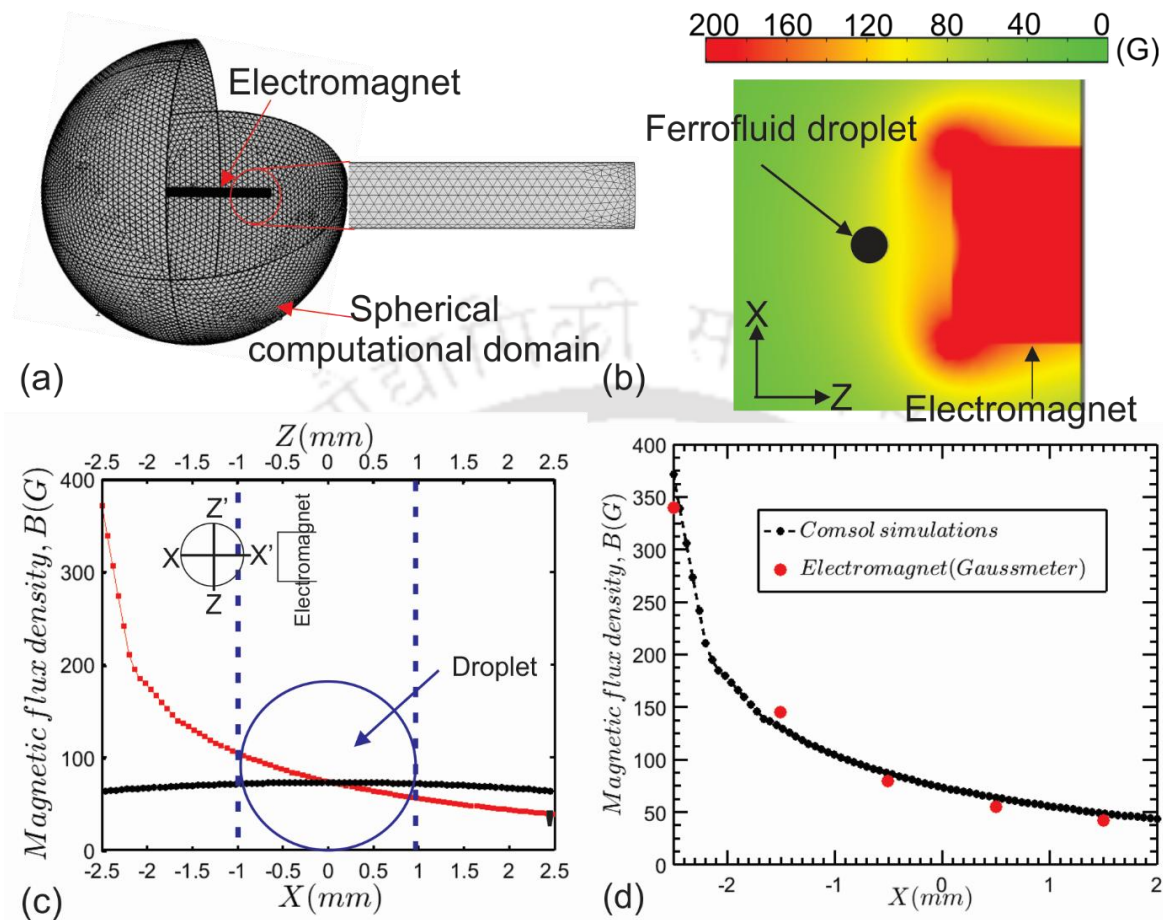 Electromagnet
Spherical
computational domain
(a)
200 160 120 80 40 0
(G)
Ferrofluid droplet
X
Z
Electromagnet
(b)
Z(mm)
-2.5 -2 -1.5 -1 -0.5 0 0.5 1 1.5 2 2.5
Magnetic flux density, B(G)
400
300
200
100
0
Z'
X X'
Z
Electromagnet
Droplet
-2.5 -2 -1.5 -1 -0.5 0 0.5 1 1.5 2 2.5
X(mm)
(c)
Magnetic flux density, B(G)
400
350
300
250
200
150
100
50
0
Comsol simulations
Electromagnet(Gaussmeter)
-2 -1 0 1 2
X(mm)
(d)